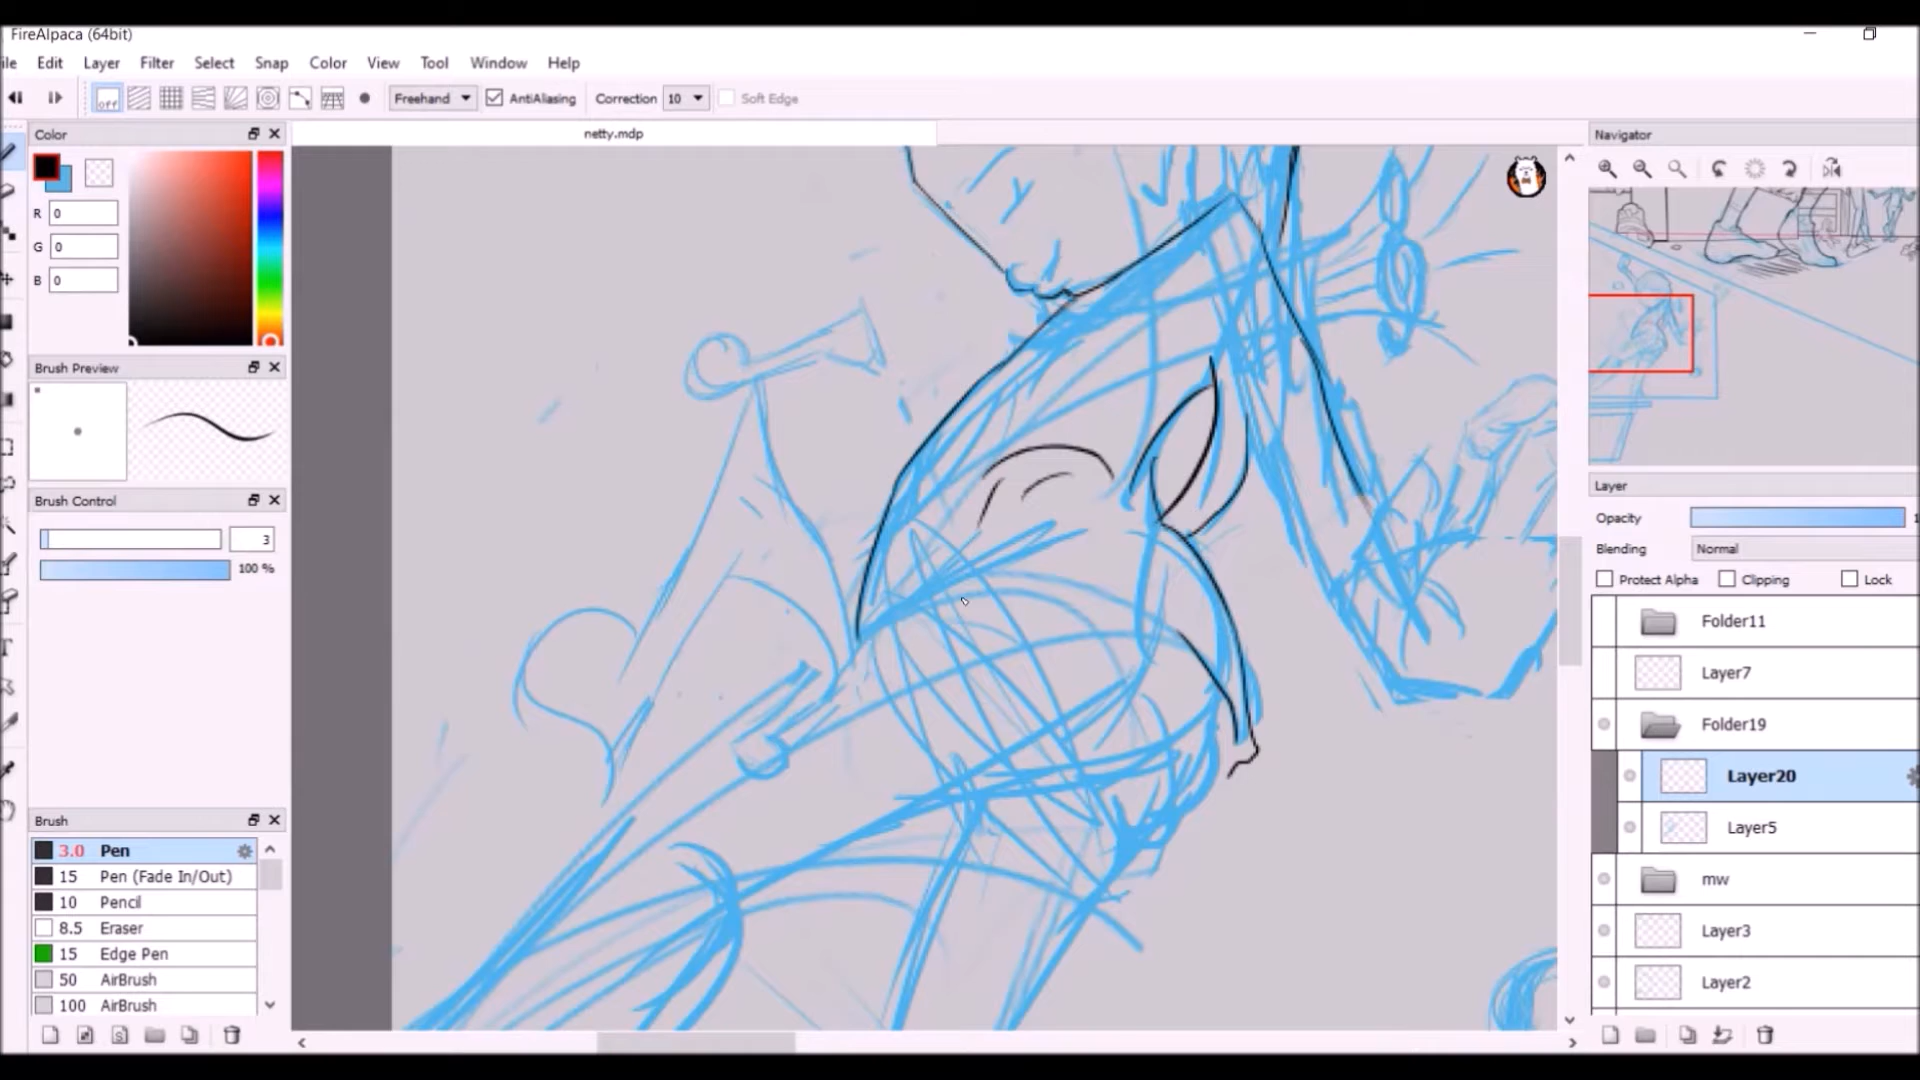 FireAlpaca (64bit)
ile Edit Layer Filter Select Snap Color View Tool Window Help
off Freehand AntiAliasing Correction 10 Soft Edge
Color
netty.mdp
Navigator
R 0
G 0
B 0
Brush Preview
Brush Control
3
100 %
Layer
Opacity 1
Blending Normal
Protect Alpha Clipping Lock
Folder11
Layer7
Folder19
Layer20
Layer5
mw
Layer3
Layer2
Brush
3.0 Pen
15 Pen (Fade In/Out)
10 Pencil
8.5 Eraser
15 Edge Pen
50 AirBrush
100 AirBrush